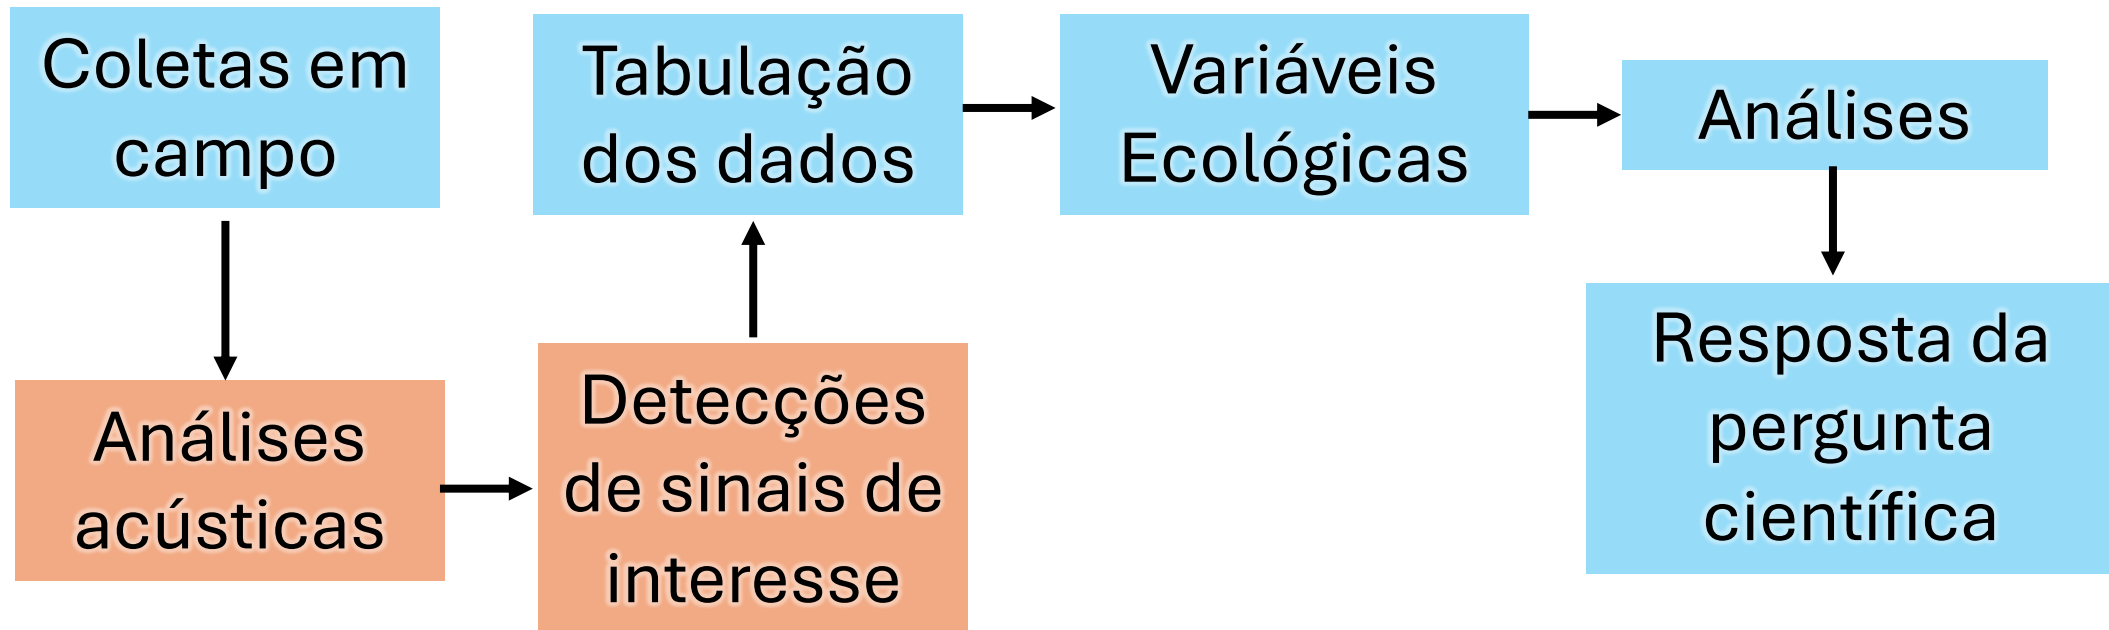 Coletas em
campo
Análises
acústicas
Detecções
de sinais de
interesse
Tabulação
dos dados
Variáveis
Ecológicas
Análises
Resposta da
pergunta
científica